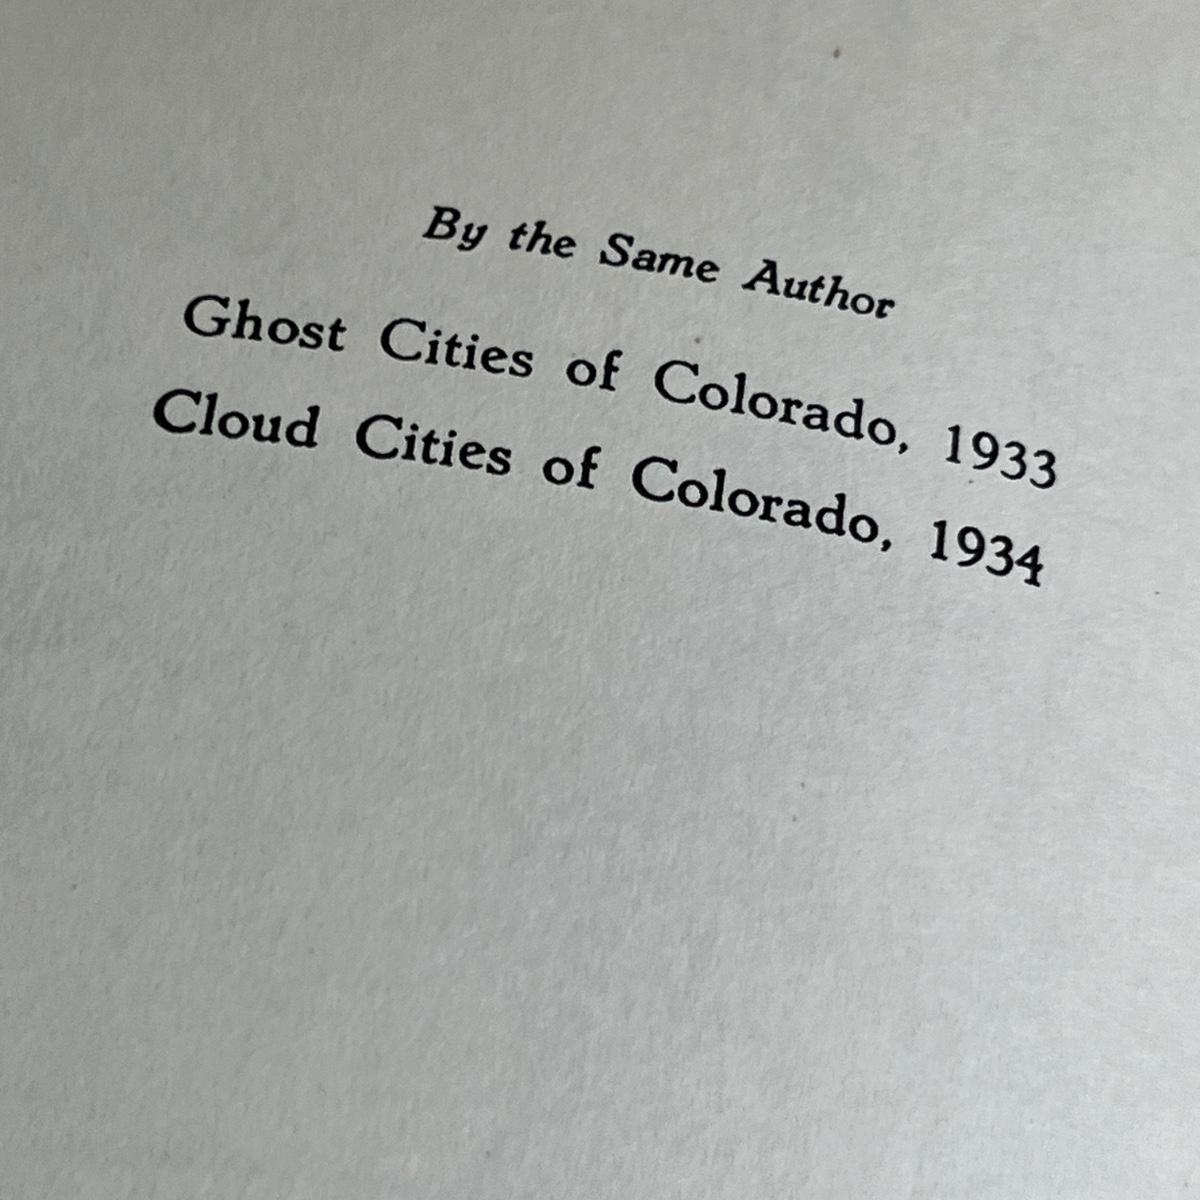 By the Same Author
Ghost Cities of Colorado, 1933
Cloud Cities of Colorado, 1934